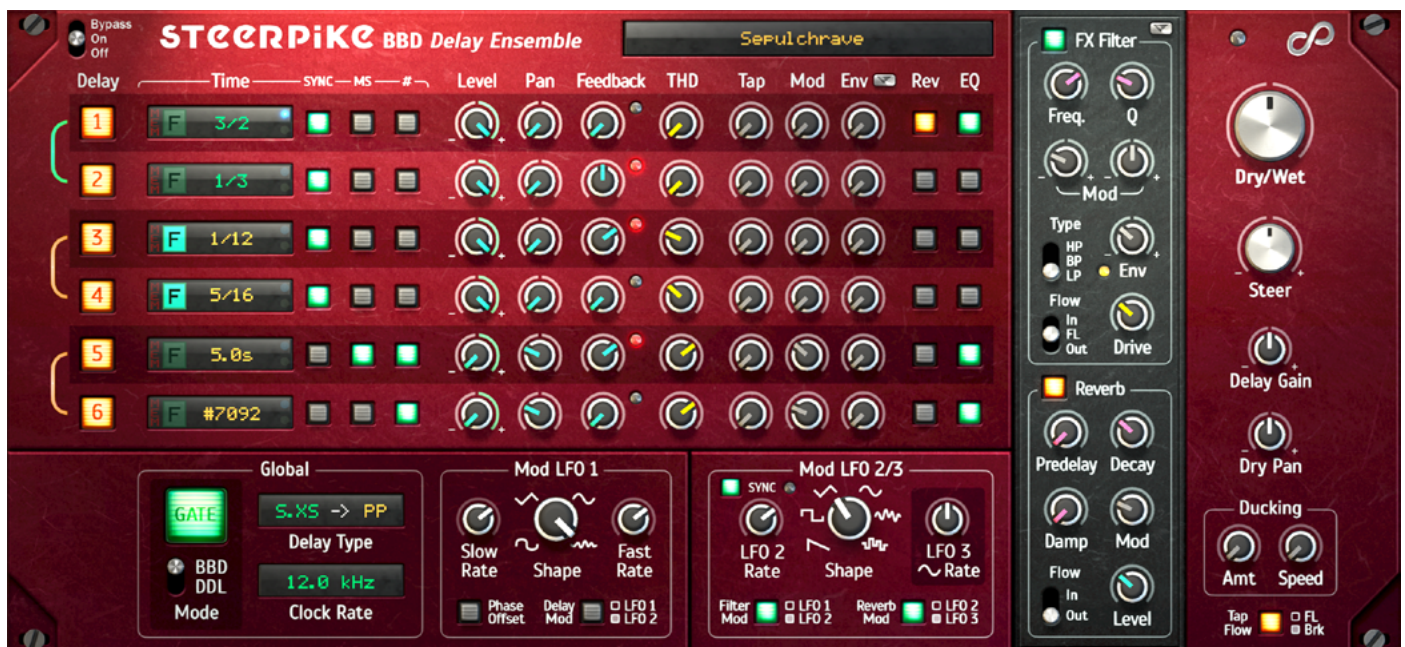 Bypass
On
Off
STEERPIKE BBD Delay Ensemble
Sepulchrave
Delay Time SYNC MS # Level Pan Feedback THD Tap Mod Env Rev EQ
1 F 3/2
2 F 1/3
3 F 1/12
4 F 5/16
5 F 5.0s
6 F #7092
- +
- +
- +
- +
- +
- +
Global
GATE
S.XS -> PP
Delay Type
BBD
DDL
Mode
12.0 kHz
Clock Rate
Mod LFO 1
Slow
Rate
Shape
Fast
Rate
Phase
Offset
Delay
Mod
LFO 1
LFO 2
Mod LFO 2/3
SYNC
LFO 2
Rate
Shape
LFO 3
Rate
Filter
Mod
LFO 1
LFO 2
Reverb
Mod
LFO 2
LFO 3
FX Filter
Freq. Q
- + - +
Mod
Type
HP
BP
LP
- +
Env
Flow
In
FL
Out
Drive
Reverb
Predelay Decay
Damp Mod
Flow
In
Out
Level
Dry/Wet
- +
Steer
- +
Delay Gain
Dry Pan
Ducking
Amt Speed
Tap
Flow
FL
Brk